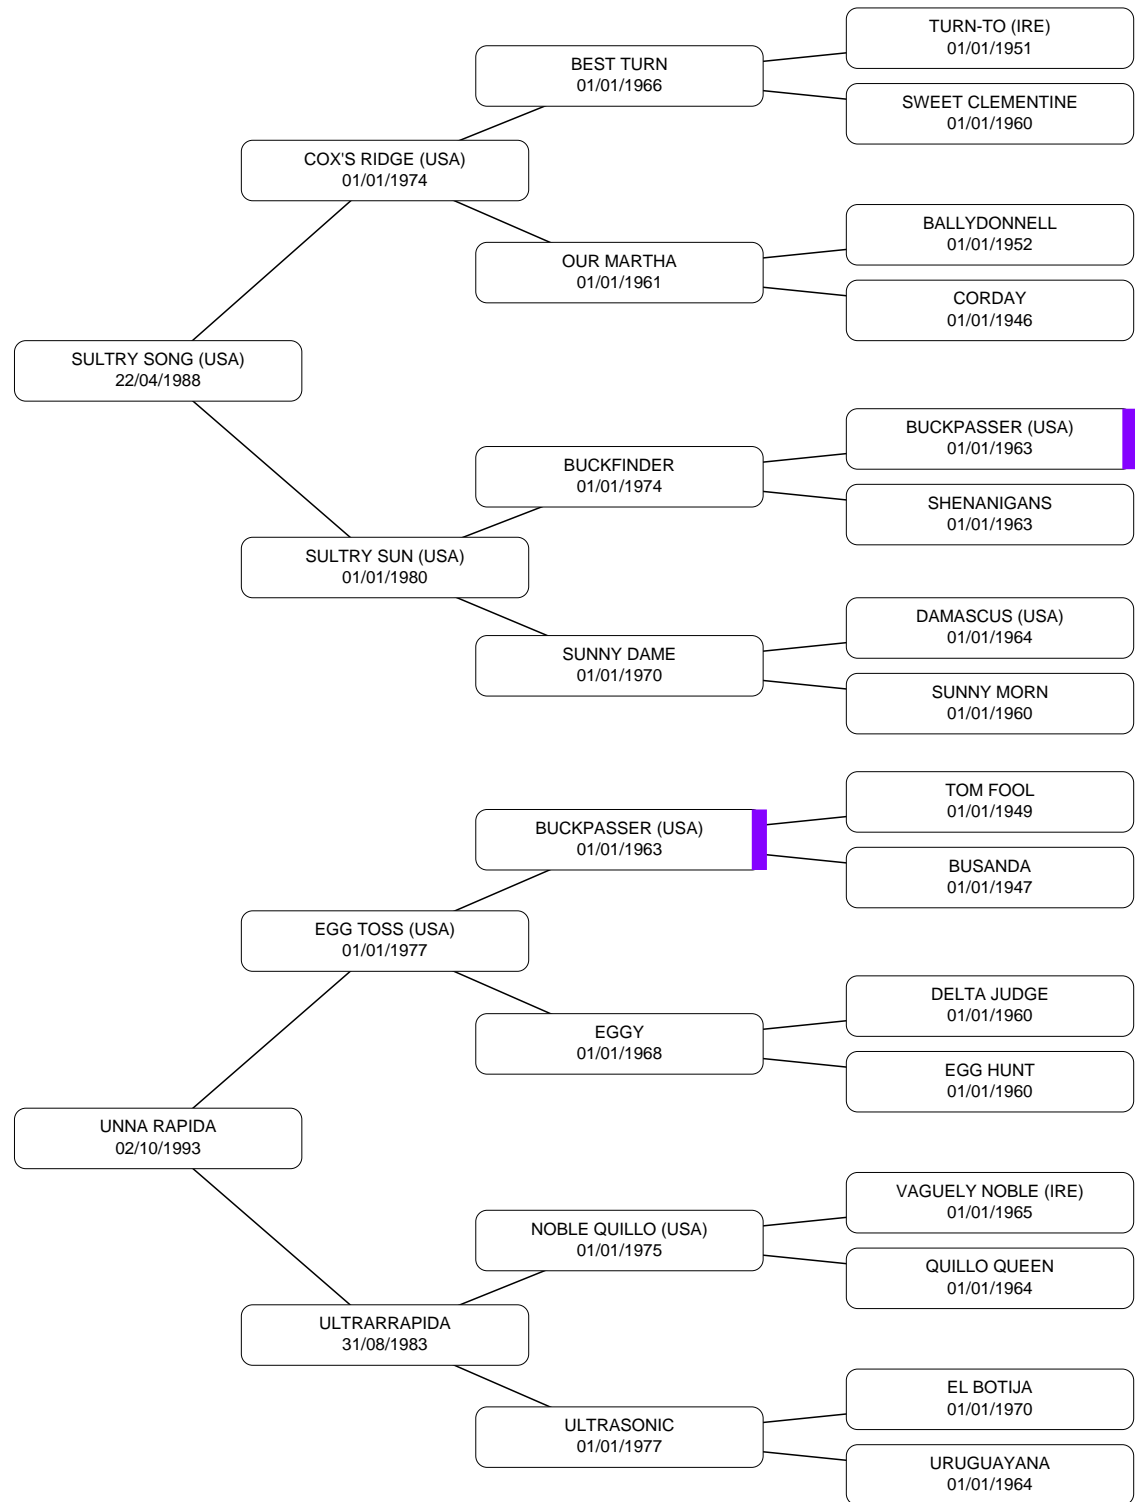 TURN-TO (IRE)
01/01/1951
BEST TURN
01/01/1966
SWEET CLEMENTINE
01/01/1960
COX'S RIDGE (USA)
01/01/1974
BALLYDONNELL
01/01/1952
OUR MARTHA
01/01/1961
CORDAY
01/01/1946
SULTRY SONG (USA)
22/04/1988
BUCKPASSER (USA)
01/01/1963
BUCKFINDER
01/01/1974
SHENANIGANS
01/01/1963
SULTRY SUN (USA)
01/01/1980
DAMASCUS (USA)
01/01/1964
SUNNY DAME
01/01/1970
SUNNY MORN
01/01/1960
TOM FOOL
01/01/1949
BUCKPASSER (USA)
01/01/1963
BUSANDA
01/01/1947
EGG TOSS (USA)
01/01/1977
DELTA JUDGE
01/01/1960
EGGY
01/01/1968
EGG HUNT
01/01/1960
UNNA RAPIDA
02/10/1993
VAGUELY NOBLE (IRE)
01/01/1965
NOBLE QUILLO (USA)
01/01/1975
QUILLO QUEEN
01/01/1964
ULTRARRAPIDA
31/08/1983
EL BOTIJA
01/01/1970
ULTRASONIC
01/01/1977
URUGUAYANA
01/01/1964